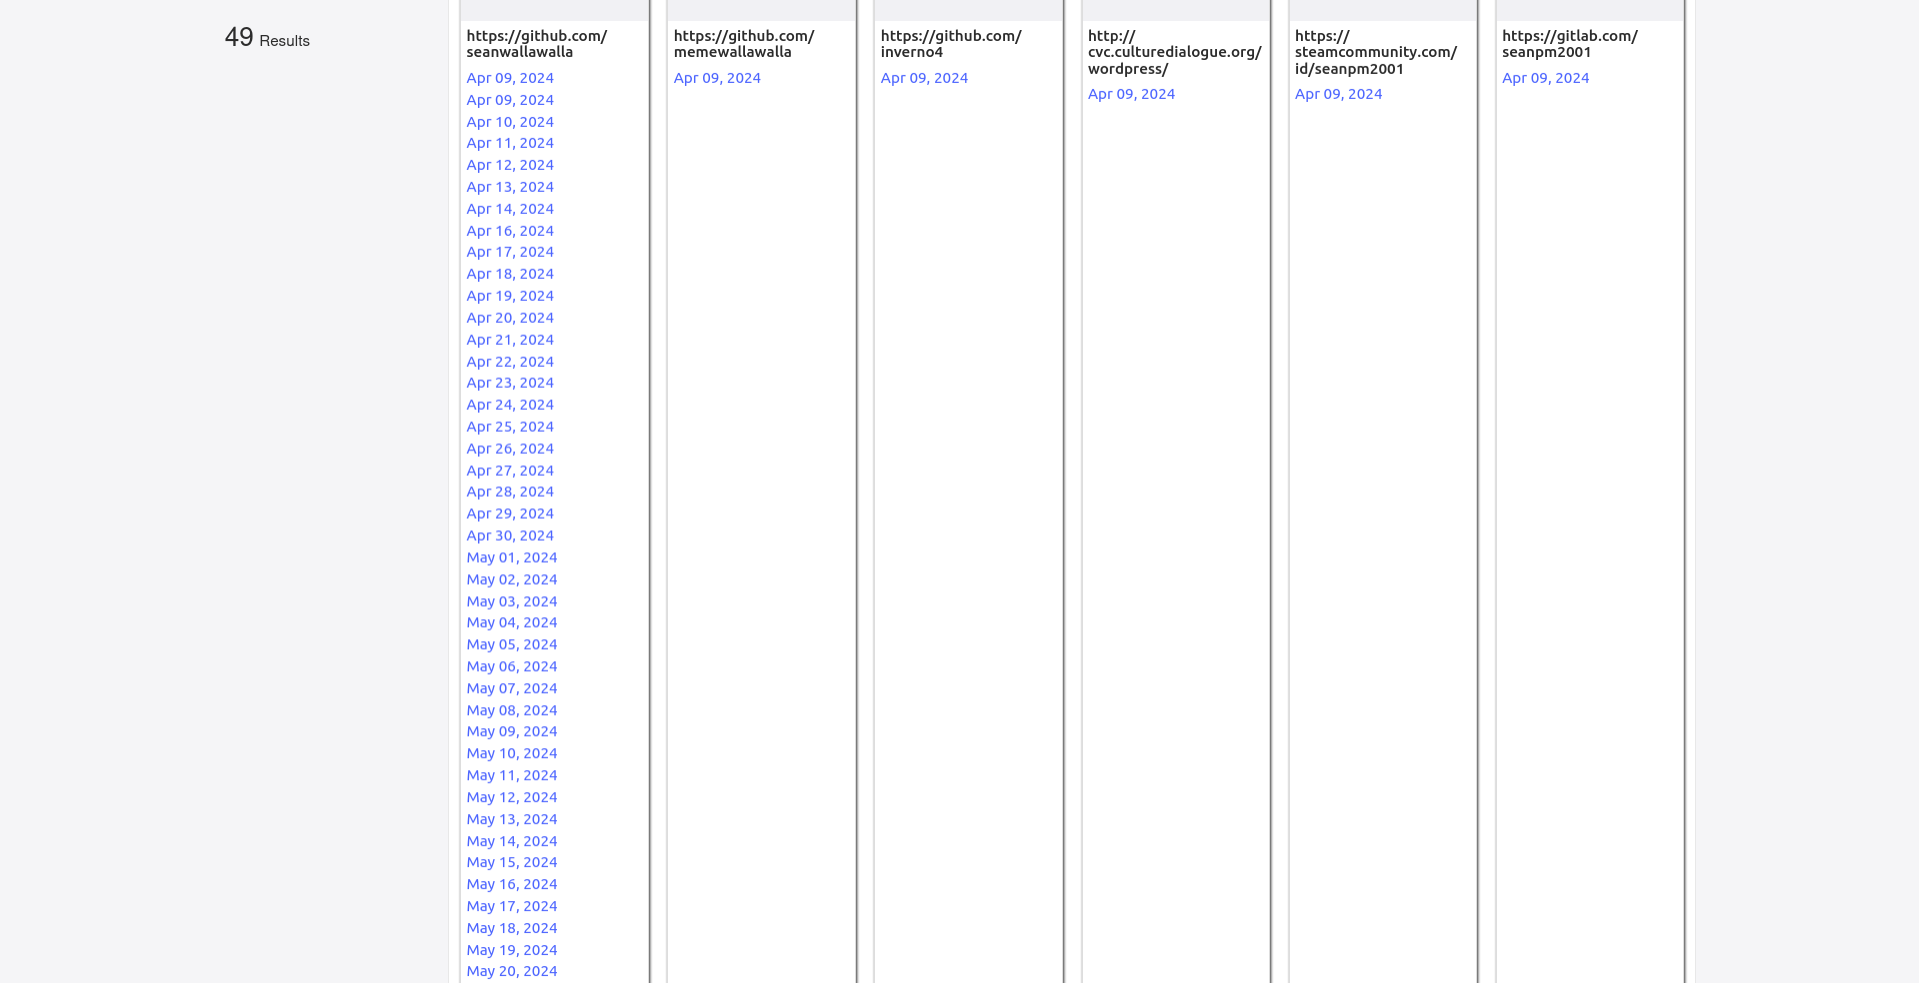 49 Results
https://github.com/
seanwallawalla
Apr 09, 2024
Apr 09, 2024
Apr 10, 2024
Apr 11, 2024
Apr 12, 2024
Apr 13, 2024
Apr 14, 2024
Apr 16, 2024
Apr 17, 2024
Apr 18, 2024
Apr 19, 2024
Apr 20, 2024
Apr 21, 2024
Apr 22, 2024
Apr 23, 2024
Apr 24, 2024
Apr 25, 2024
Apr 26, 2024
Apr 27, 2024
Apr 28, 2024
Apr 29, 2024
Apr 30, 2024
May 01, 2024
May 02, 2024
May 03, 2024
May 04, 2024
May 05, 2024
May 06, 2024
May 07, 2024
May 08, 2024
May 09, 2024
May 10, 2024
May 11, 2024
May 12, 2024
May 13, 2024
May 14, 2024
May 15, 2024
May 16, 2024
May 17, 2024
May 18, 2024
May 19, 2024
May 20, 2024
https://github.com/
memewallawalla
Apr 09, 2024
https://github.com/
inverno4
Apr 09, 2024
http://
cvc.culturedialogue.org/
wordpress/
Apr 09, 2024
https://
steamcommunity.com/
id/seanpm2001
Apr 09, 2024
https://gitlab.com/
seanpm2001
Apr 09, 2024